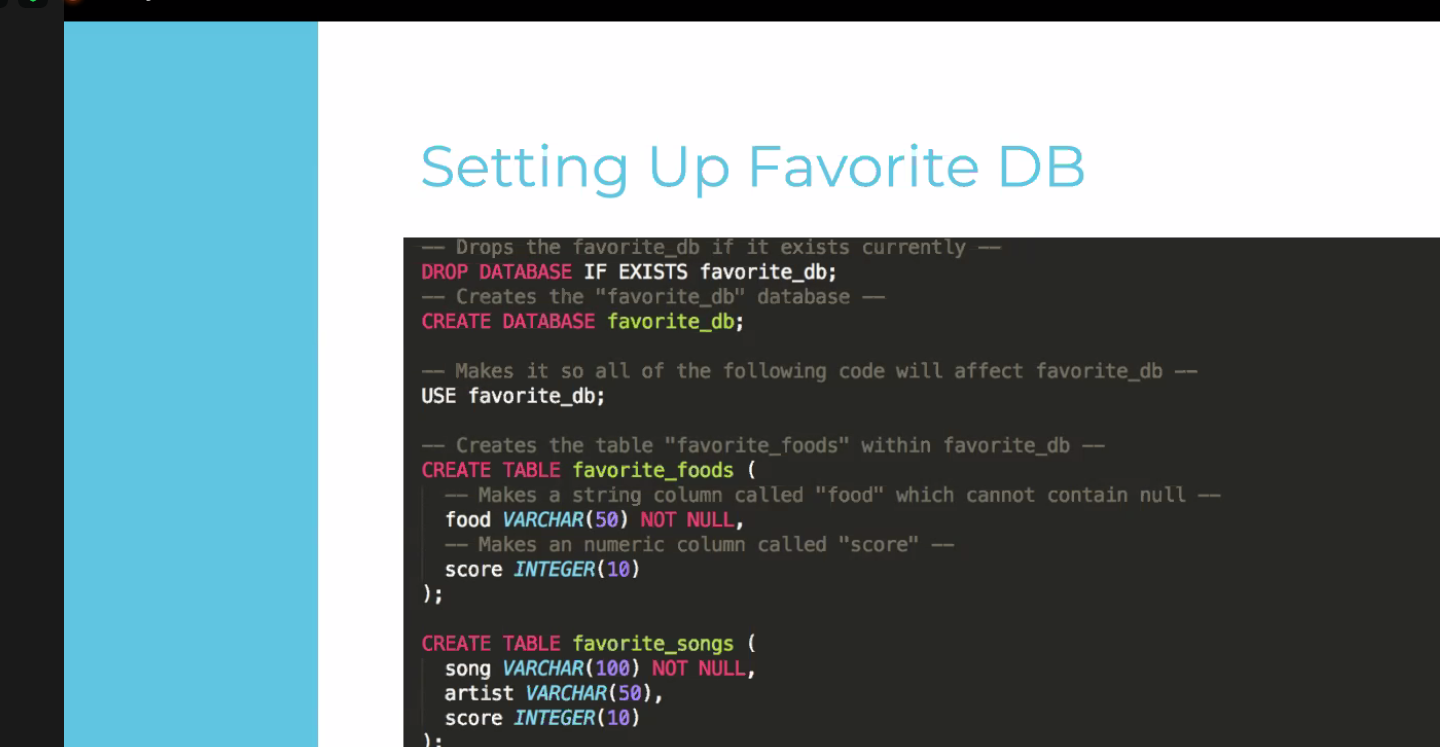 Setting Up Favorite DB
-- Drops the favorite_db if it exists currently --
DROP DATABASE IF EXISTS favorite_db;
-- Creates the "favorite_db" database --
CREATE DATABASE favorite_db;
-- Makes it so all of the following code will affect favorite_db --
USE favorite_db;
-- Creates the table "favorite_foods" within favorite_db --
CREATE TABLE favorite_foods (
-- Makes a string column called "food" which cannot contain null --
food VARCHAR(50) NOT NULL,
-- Makes an numeric column called "score" --
score INTEGER(10)
);
CREATE TABLE favorite_songs (
song VARCHAR(100) NOT NULL,
artist VARCHAR(50),
score INTEGER(10)
);